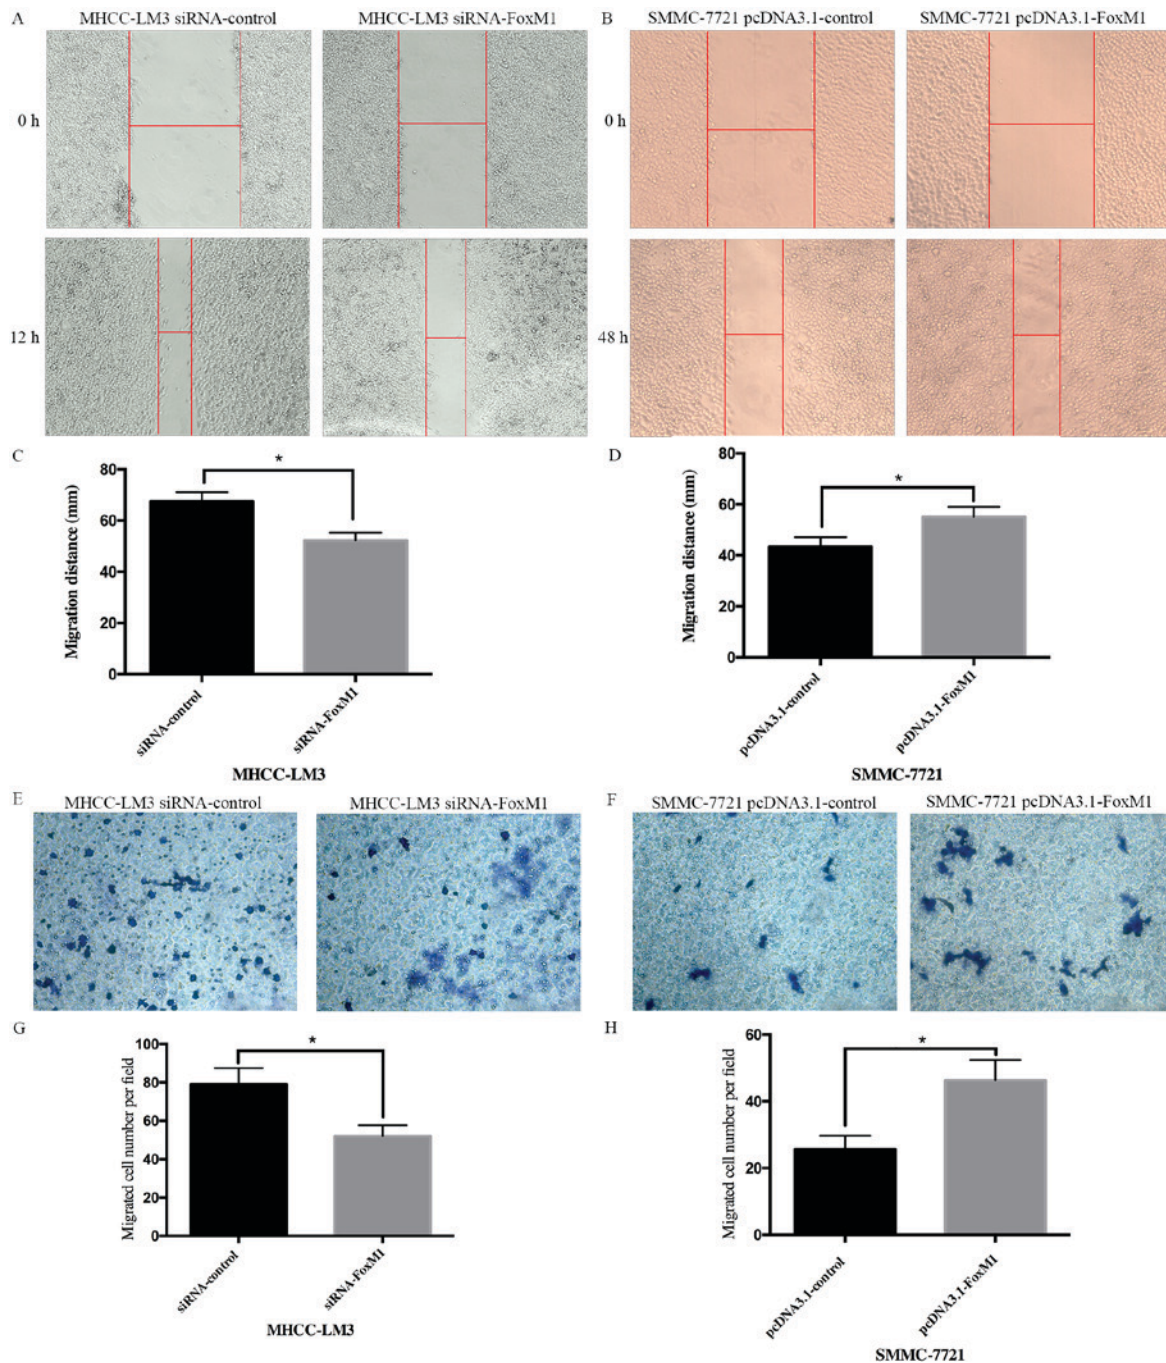 A
MHCC-LM3 siRNA-control
MHCC-LM3 siRNA-FoxM1
B
SMMC-7721 pcDNA3.1-control
SMMC-7721 pcDNA3.1-FoxM1
0 h
0 h
12 h
48 h
C
80
60
40
20
0
Migration distance (mm)
*
siRNA-control
siRNA-FoxM1
MHCC-LM3
D
80
60
40
20
0
Migration distance (mm)
*
pcDNA3.1-control
pcDNA3.1-FoxM1
SMMC-7721
E
MHCC-LM3 siRNA-control
MHCC-LM3 siRNA-FoxM1
F
SMMC-7721 pcDNA3.1-control
SMMC-7721 pcDNA3.1-FoxM1
G
100
80
60
40
20
0
Migrated cell number per field
*
siRNA-control
siRNA-FoxM1
MHCC-LM3
H
60
40
20
0
Migrated cell number per field
*
pcDNA3.1-control
pcDNA3.1-FoxM1
SMMC-7721